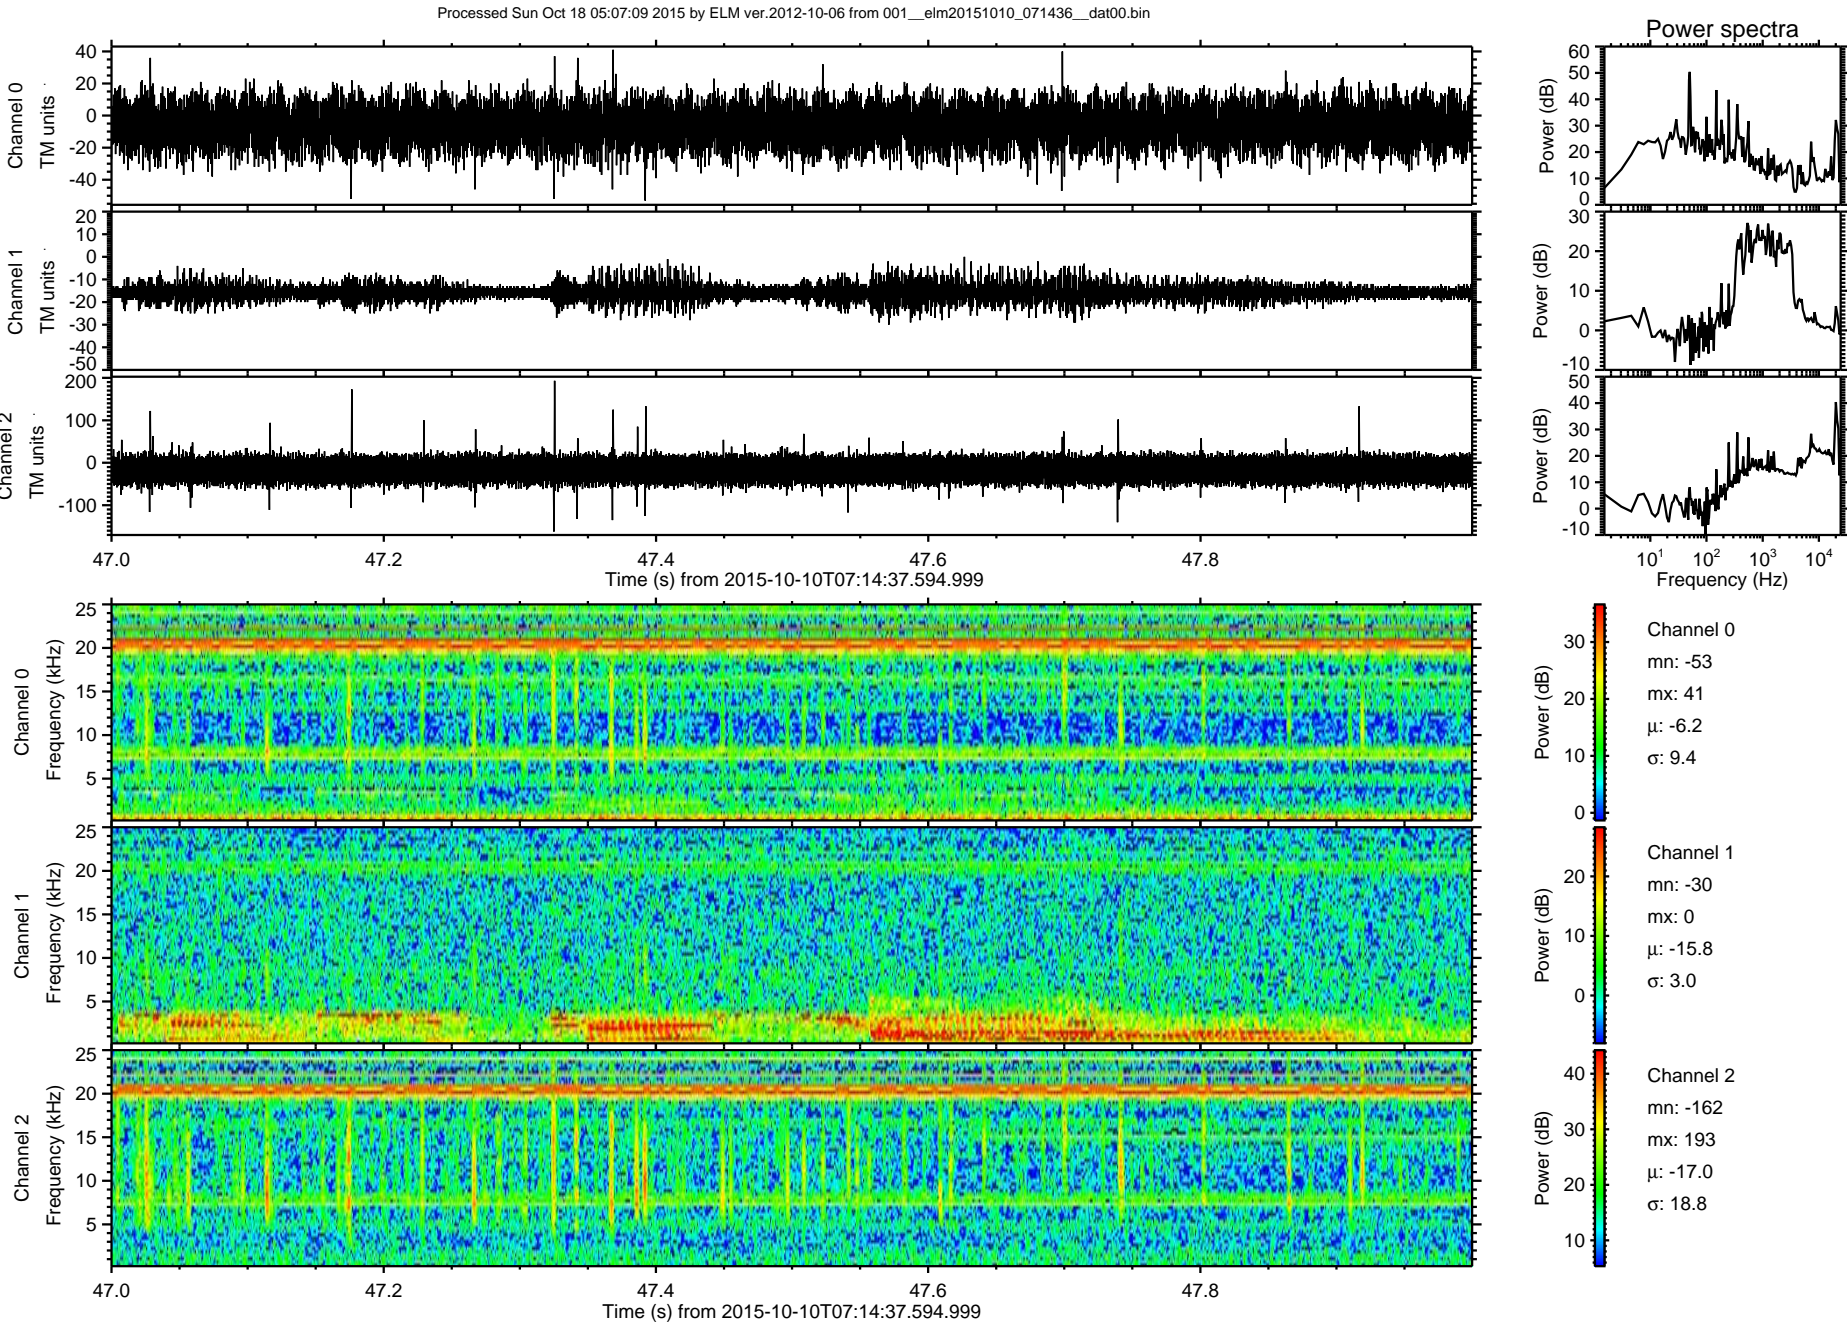 Processed Sun Oct 18 05:07:09 2015 by ELM ver.2012-10-06 from 001__elm20151010_071436__dat00.bin
Power spectra
Channel 0
TM units
40
20
0
-20
-40
Power (dB)
60
50
40
30
20
10
0
Channel 1
TM units
20
10
0
-10
-20
-30
-40
-50
Power (dB)
30
20
10
0
-10
Channel 2
TM units
200
100
0
-100
Power (dB)
50
40
30
20
10
0
-10
47.0 47.2 47.4 47.6 47.8
Time (s) from 2015-10-10T07:14:37.594.999
10¹ 10² 10³ 10⁴
Frequency (Hz)
Channel 0
Frequency (kHz)
25
20
15
10
5
Power (dB)
30
20
10
0
Channel 0
mn: -53
mx: 41
μ: -6.2
σ: 9.4
Channel 1
Frequency (kHz)
25
20
15
10
5
Power (dB)
20
10
0
Channel 1
mn: -30
mx: 0
μ: -15.8
σ: 3.0
Channel 2
Frequency (kHz)
25
20
15
10
5
Power (dB)
40
30
20
10
Channel 2
mn: -162
mx: 193
μ: -17.0
σ: 18.8
47.0 47.2 47.4 47.6 47.8
Time (s) from 2015-10-10T07:14:37.594.999